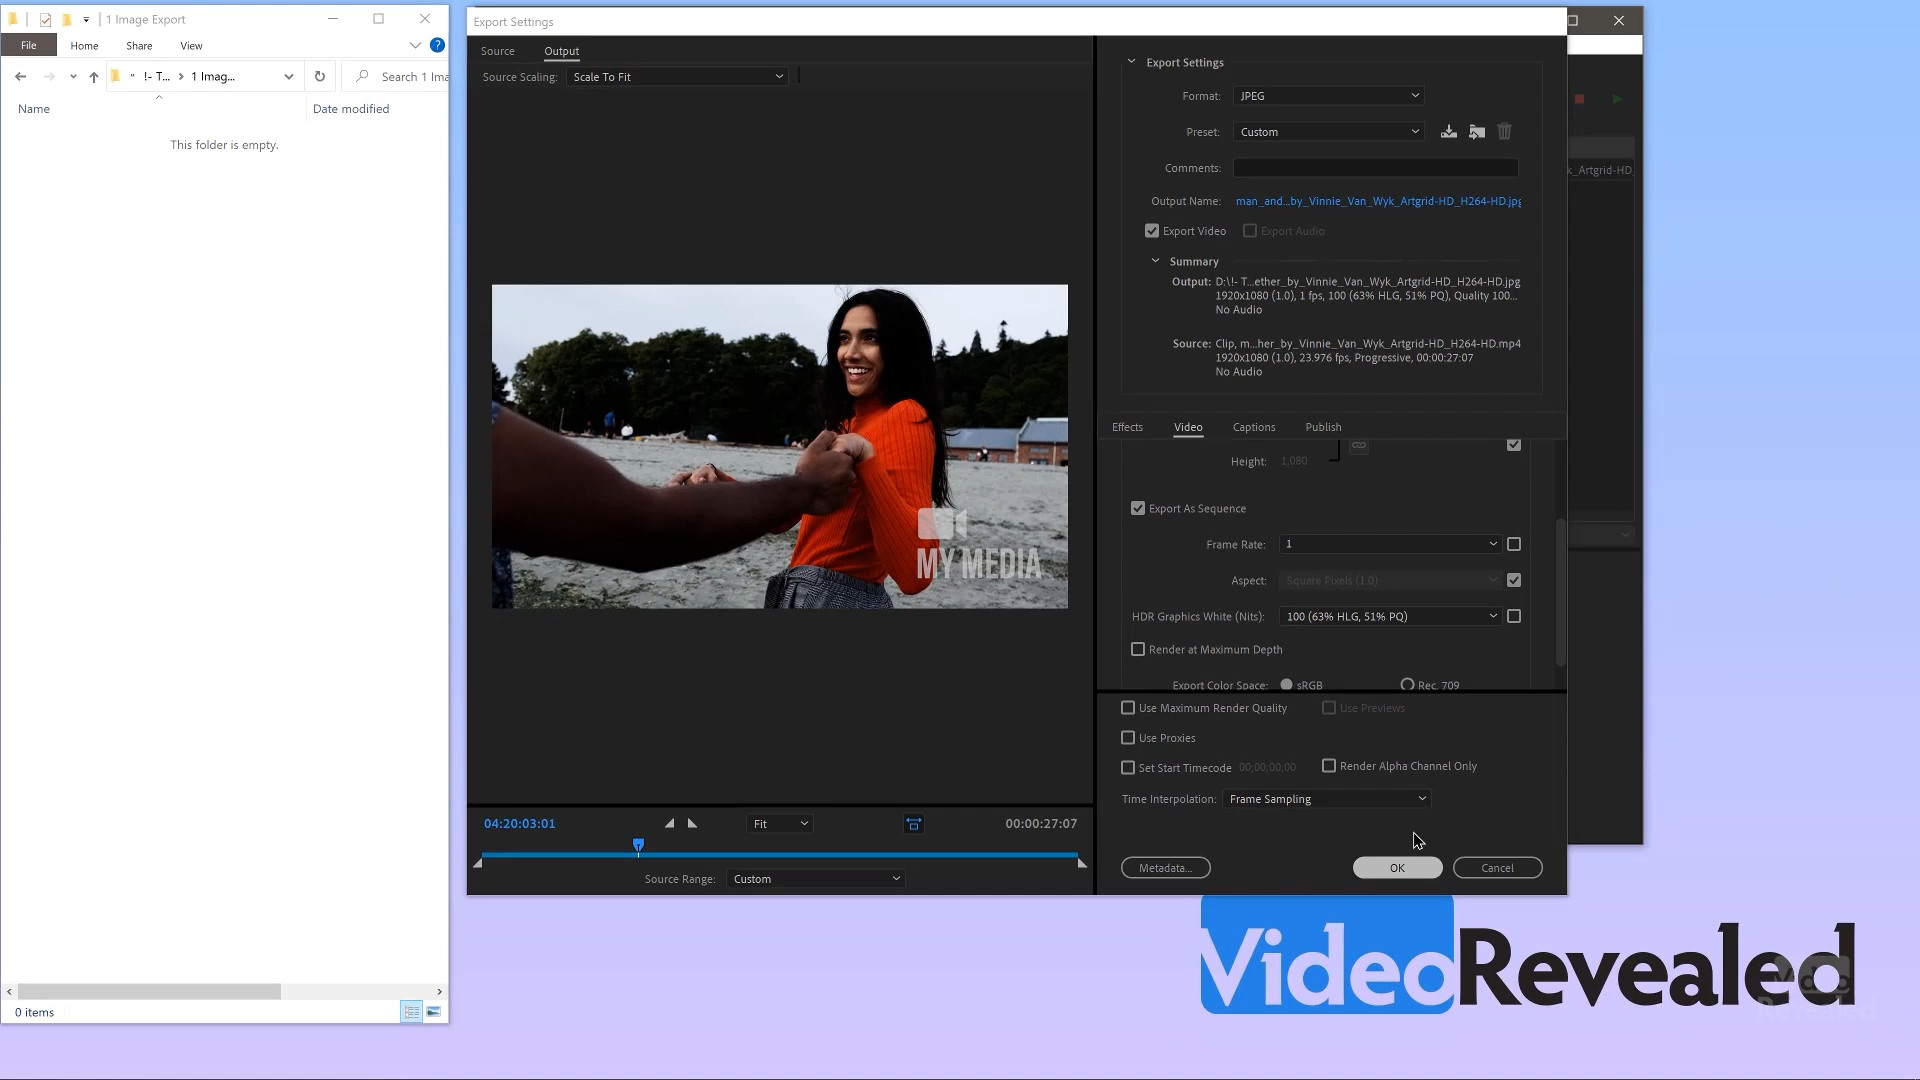 1 Image Export
File Home Share View
« !- T... 1 Imag... Search 1 Ima
Name Date modified
This folder is empty.
0 items
Export Settings
Source Output
Source Scaling: Scale To Fit
MY MEDIA
04:20:03:01 Fit 00:00:27:07
Source Range: Custom
Export Settings
Format: JPEG
Preset: Custom
Comments:
Output Name: man_and...by_Vinnie_Van_Wyk_Artgrid-HD_H264-HD.jpg
Export Video Export Audio
Summary
Output: D:\!- T...ether_by_Vinnie_Van_Wyk_Artgrid-HD_H264-HD.jpg
1920x1080 (1.0), 1 fps, 100 (63% HLG, 51% PQ), Quality 100...
No Audio
Source: Clip, m...her_by_Vinnie_Van_Wyk_Artgrid-HD_H264-HD.mp4
1920x1080 (1.0), 23.976 fps, Progressive, 00:00:27:07
No Audio
Effects Video Captions Publish
Height: 1,080
Export As Sequence
Frame Rate: 1
Aspect: Square Pixels (1.0)
HDR Graphics White (Nits): 100 (63% HLG, 51% PQ)
Render at Maximum Depth
Export Color Space: sRGB Rec. 709
Use Maximum Render Quality Use Previews
Use Proxies
Set Start Timecode 00;00;00;00 Render Alpha Channel Only
Time Interpolation: Frame Sampling
Metadata... OK Cancel
k_Artgrid-HD_
VideoRevealed
Video
Revealed